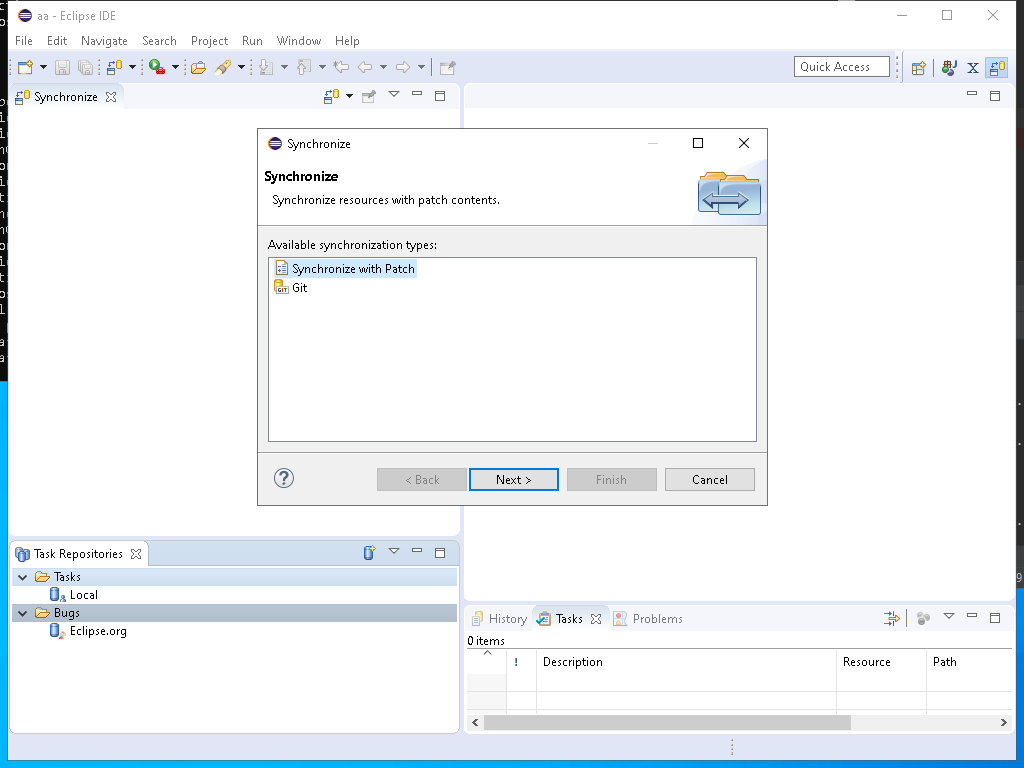 aa - Eclipse IDE
File Edit Navigate Search Project Run Window Help
Quick Access
Synchronize
Synchronize
Synchronize
Synchronize resources with patch contents.
Available synchronization types:
Synchronize with Patch
Git
< Back Next > Finish Cancel
Task Repositories
Tasks
Local
Bugs
Eclipse.org
History Tasks Problems
0 items
! Description Resource Path